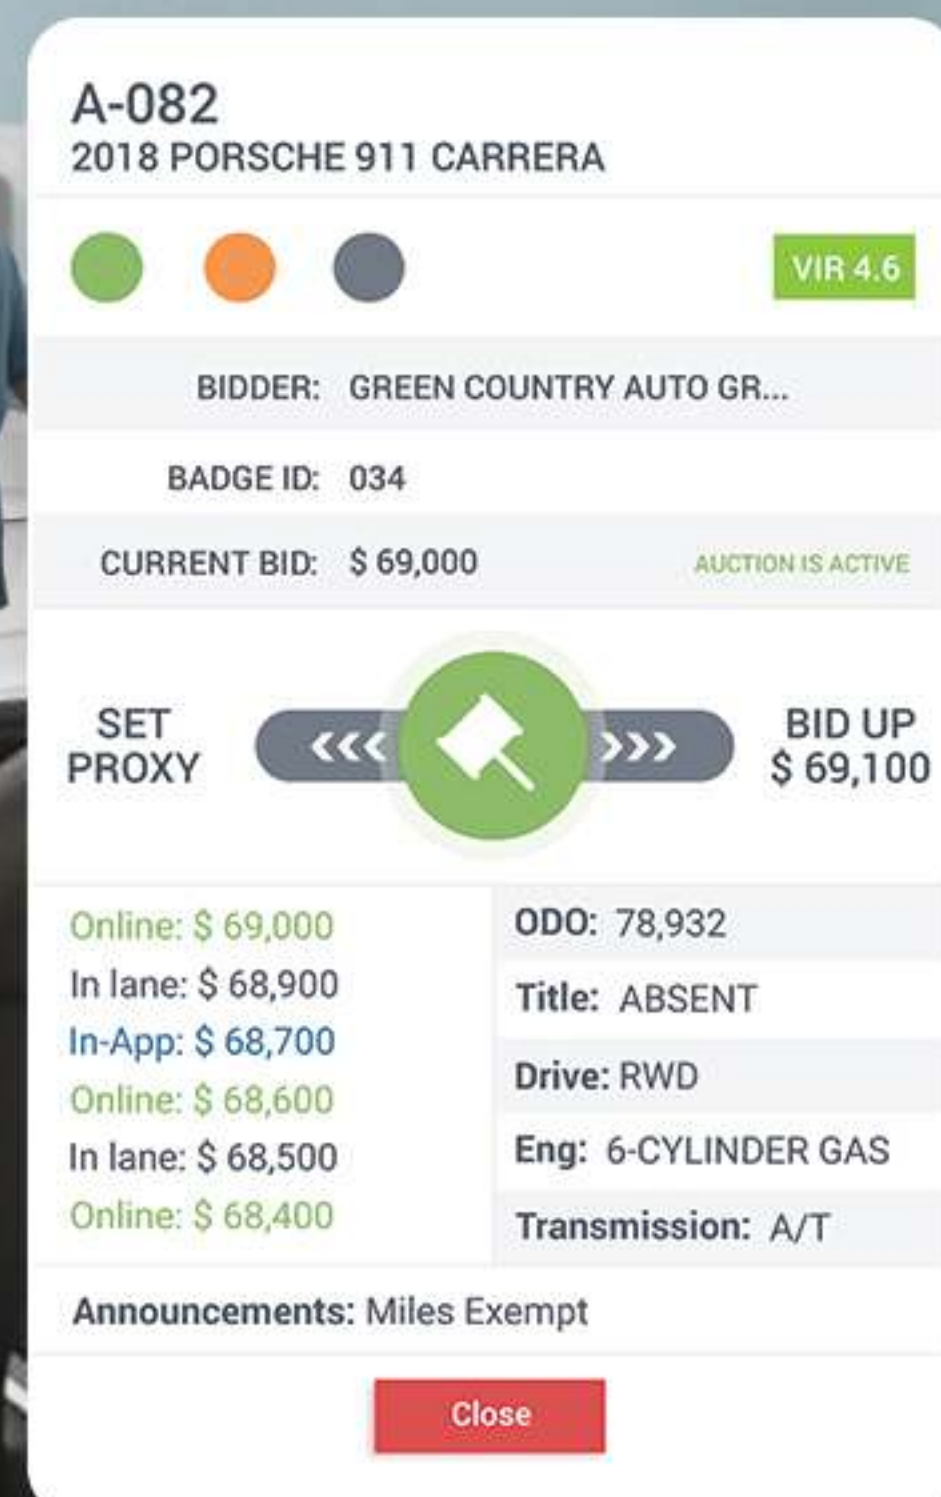 A-082
2018 PORSCHE 911 CARRERA
VIR 4.6
BIDDER: GREEN COUNTRY AUTO GR...
BADGE ID: 034
CURRENT BID: $ 69,000 AUCTION IS ACTIVE
SET
PROXY
BID UP
$ 69,100
Online: $ 69,000
In lane: $ 68,900
In-App: $ 68,700
Online: $ 68,600
In lane: $ 68,500
Online: $ 68,400
ODO: 78,932
Title: ABSENT
Drive: RWD
Eng: 6-CYLINDER GAS
Transmission: A/T
Announcements: Miles Exempt
Close